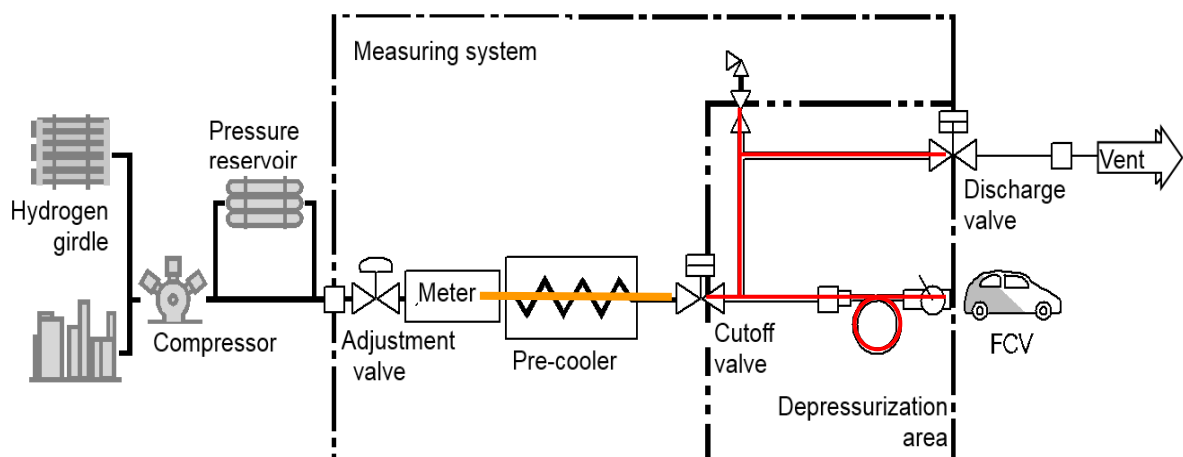 Measuring system
Pressure
reservoir
Hydrogen
girdle
Compressor
Adjustment
valve
Meter
Pre-cooler
Cutoff
valve
Discharge
valve
Vent
FCV
Depressurization
area